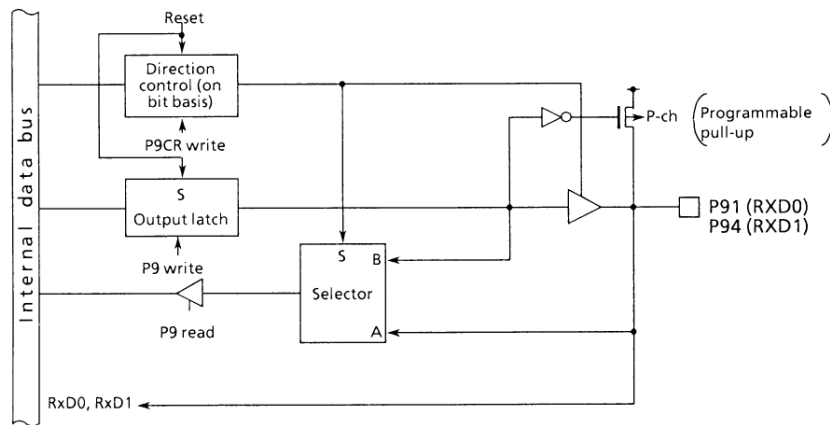 Reset
Direction
control (on
bit basis)
P9CR write
P-ch
Programmable
pull-up
Internal data bus
S
Output latch
P91 (RXD0)
P94 (RXD1)
P9 write
S
B
Selector
A
P9 read
RxD0, RxD1